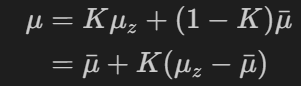 μ = Kμ_z + (1 − K)μ̄
= μ̄ + K(μ_z − μ̄)